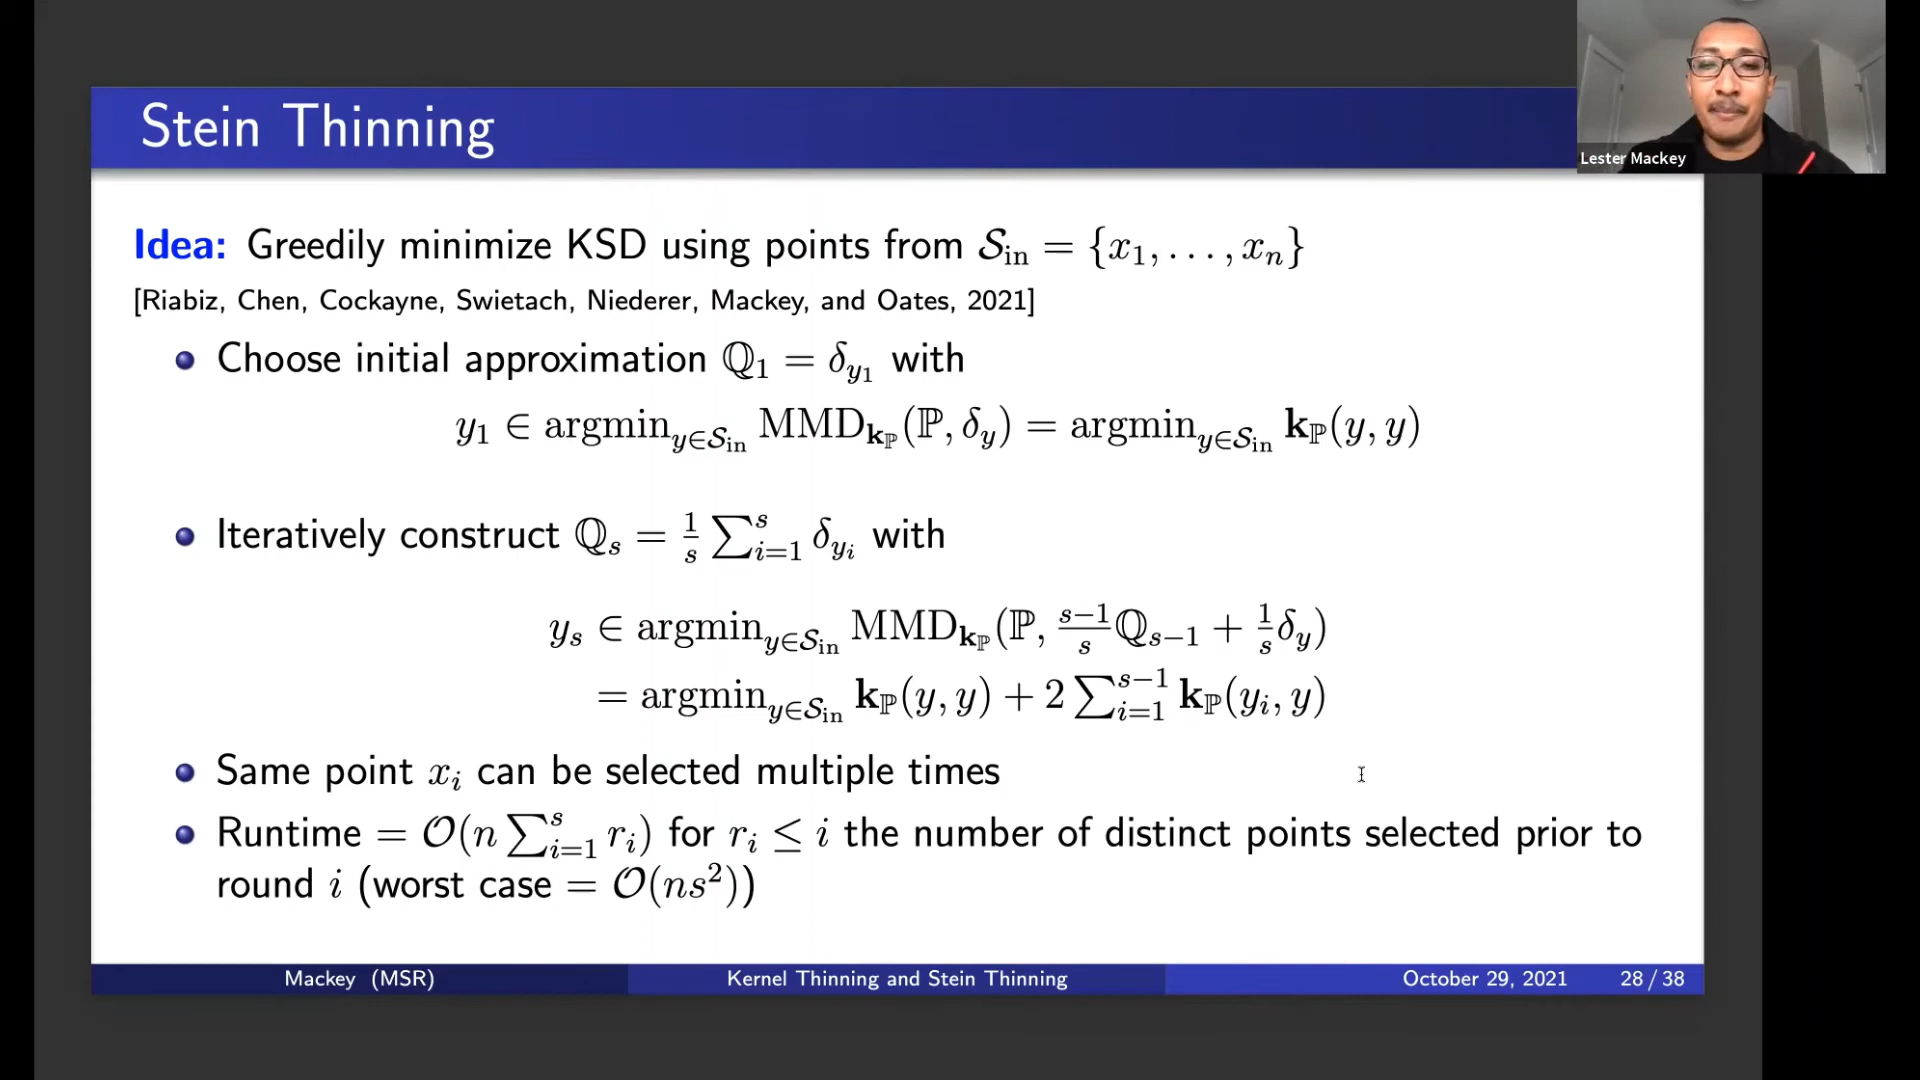 Stein Thinning
Lester Mackey
Idea: Greedily minimize KSD using points from 𝒮_in = {x_1, …, x_n}
[Riabiz, Chen, Cockayne, Swietach, Niederer, Mackey, and Oates, 2021]
Choose initial approximation ℚ_1 = δ_{y_1} with
y_1 ∈ argmin_{y∈𝒮_in} MMD_{𝐤_ℙ}(ℙ, δ_y) = argmin_{y∈𝒮_in} 𝐤_ℙ(y, y)
Iteratively construct ℚ_s = 1/s ∑_{i=1}^{s} δ_{y_i} with
y_s ∈ argmin_{y∈𝒮_in} MMD_{𝐤_ℙ}(ℙ, (s−1)/s ℚ_{s−1} + 1/s δ_y)
= argmin_{y∈𝒮_in} 𝐤_ℙ(y, y) + 2 ∑_{i=1}^{s−1} 𝐤_ℙ(y_i, y)
Same point x_i can be selected multiple times
Runtime = 𝒪(n ∑_{i=1}^{s} r_i) for r_i ≤ i the number of distinct points selected prior to
round i (worst case = 𝒪(ns^2))
Mackey (MSR) Kernel Thinning and Stein Thinning October 29, 2021 28 / 38